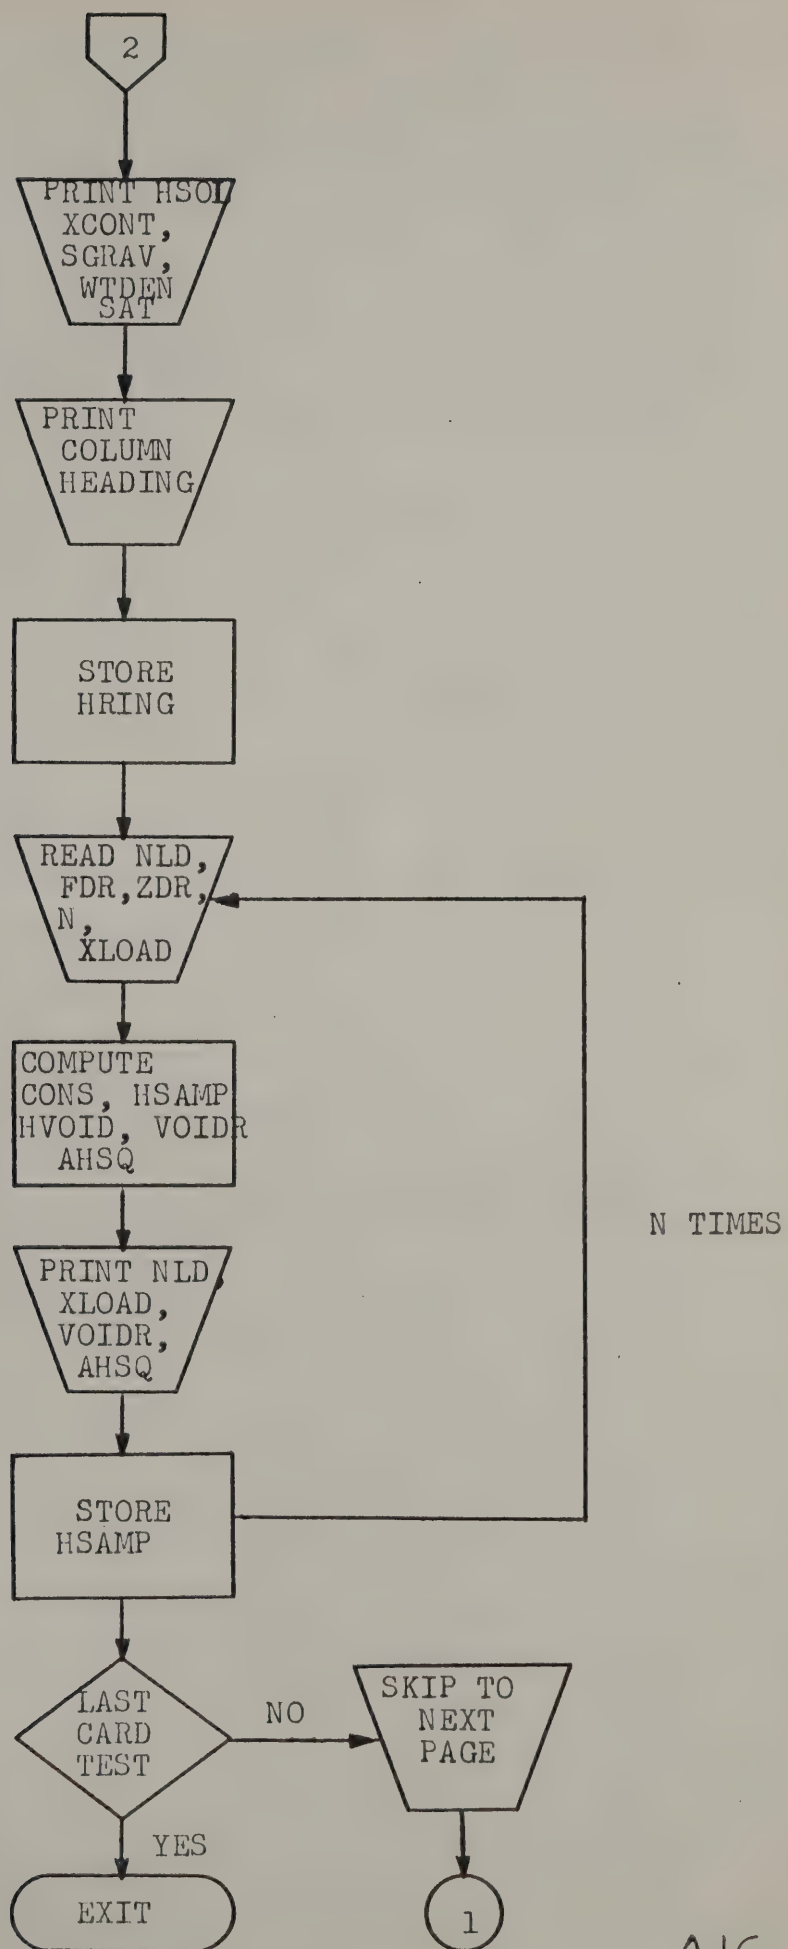 2
PRINT HSOL
XCONT,
SGRAV,
WTDEN
SAT
PRINT
COLUMN
HEADING
STORE
HRING
READ NLD,
FDR,ZDR,
N,
XLOAD
COMPUTE
CONS, HSAMP
HVOID, VOIDR
AHSQ
N TIMES
PRINT NLD,
XLOAD,
VOIDR,
AHSQ
STORE
HSAMP
LAST
CARD
TEST
NO
SKIP TO
NEXT
PAGE
YES
EXIT
1